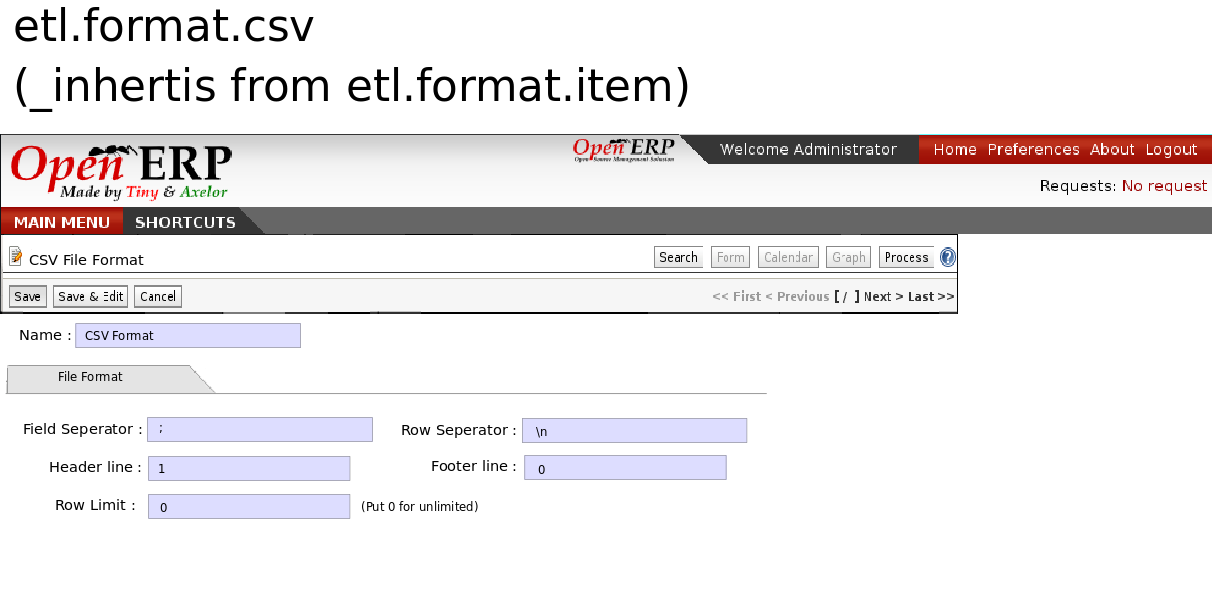 etl.format.csv
(_inhertis from etl.format.item)
Open ERP
Made by Tiny & Axelor
Open ERP
Open Source Management Solution
Welcome Administrator
Home Preferences About Logout
Requests: No request
MAIN MENU SHORTCUTS
CSV File Format
Search Form Calendar Graph Process ?
Save Save & Edit Cancel
<< First < Previous [ / ] Next > Last >>
Name : CSV Format
File Format
Field Seperator : ; Row Seperator : \n
Header line : 1 Footer line : 0
Row Limit : 0 (Put 0 for unlimited)